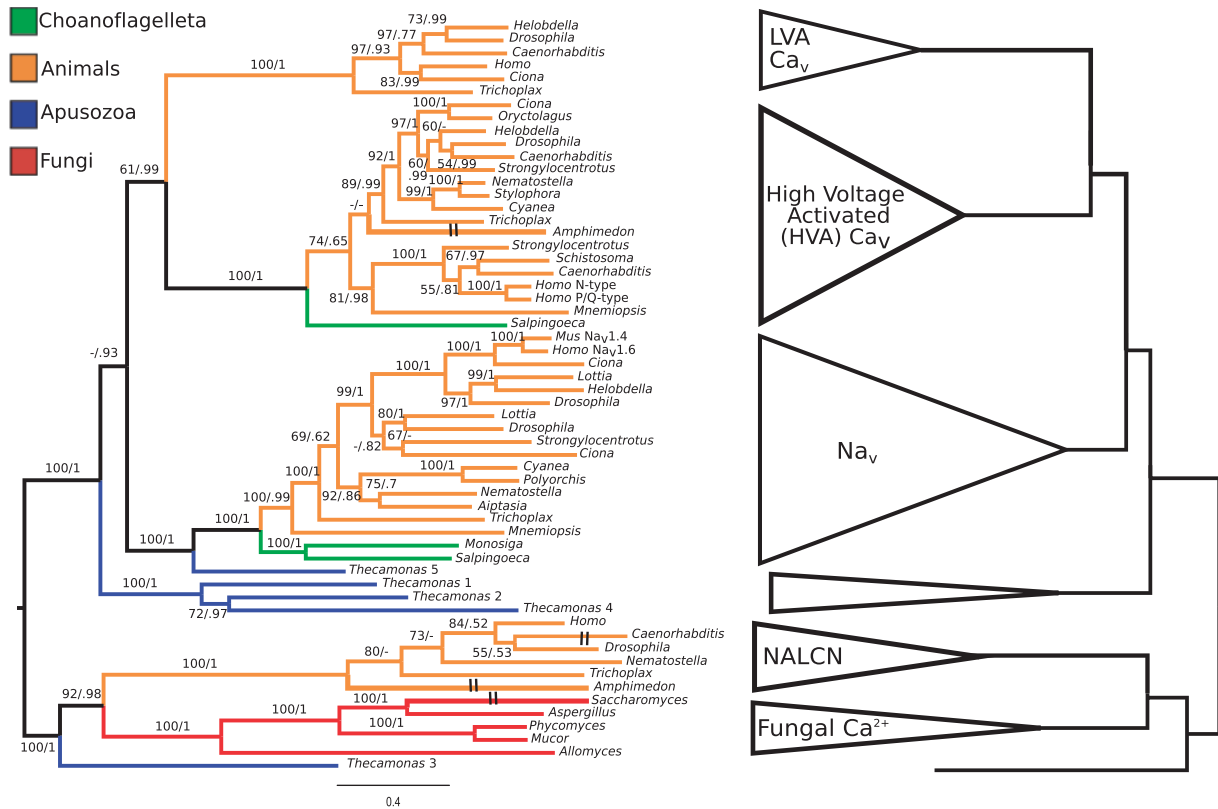 Choanoflagelleta
Animals
Apusozoa
Fungi
73/.99
Helobdella
97/.77
Drosophila
97/.93
Caenorhabditis
100/1
Homo
83/.99
Ciona
Trichoplax
100/1
Ciona
Oryctolagus
97/1
60/-
Helobdella
Drosophila
92/1
60/
.99
54/.99
Caenorhabditis
Strongylocentrotus
61/.99
89/.99
100/1
Nematostella
99/1
Stylophora
-/-
Cyanea
Trichoplax
Amphimedon
74/.65
Strongylocentrotus
100/1
67/.97
Schistosoma
100/1
Caenorhabditis
81/.98
55/.81
100/1
Homo N-type
Homo P/Q-type
Mnemiopsis
Salpingoeca
-/.93
100/1
Mus Nav1.4
Homo Nav1.6
100/1
Ciona
99/1
99/1
Lottia
Helobdella
97/1
Drosophila
80/1
Lottia
69/.62
-/.82
67/-
Drosophila
Strongylocentrotus
Ciona
100/1
100/1
100/1
Cyanea
75/.7
Polyorchis
100/.99
92/.86
Nematostella
Aiptasia
Trichoplax
100/1
Mnemiopsis
100/1
Monosiga
Salpingoeca
Thecamonas 5
100/1
Thecamonas 1
Thecamonas 2
72/.97
Thecamonas 4
84/.52
Homo
73/-
Caenorhabditis
55/.53
Drosophila
80/-
Nematostella
100/1
Trichoplax
92/.98
Amphimedon
100/1
Saccharomyces
100/1
Aspergillus
100/1
100/1
Phycomyces
100/1
Mucor
Allomyces
Thecamonas 3
0.4
LVA
Cav
High Voltage
Activated
(HVA) Cav
Nav
NALCN
Fungal Ca2+